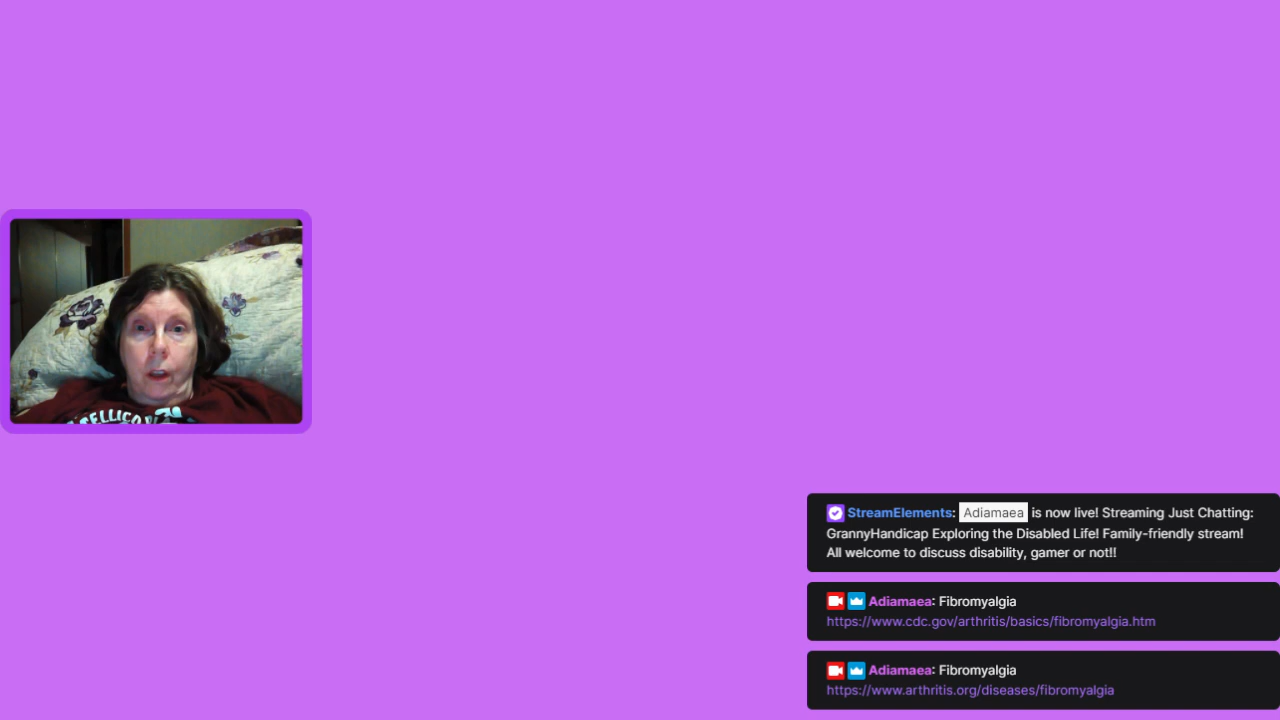 StreamElements: Adiamaea is now live! Streaming Just Chatting:
GrannyHandicap Exploring the Disabled Life! Family-friendly stream!
All welcome to discuss disability, gamer or not!!
Adiamaea: Fibromyalgia
https://www.cdc.gov/arthritis/basics/fibromyalgia.htm
Adiamaea: Fibromyalgia
https://www.arthritis.org/diseases/fibromyalgia